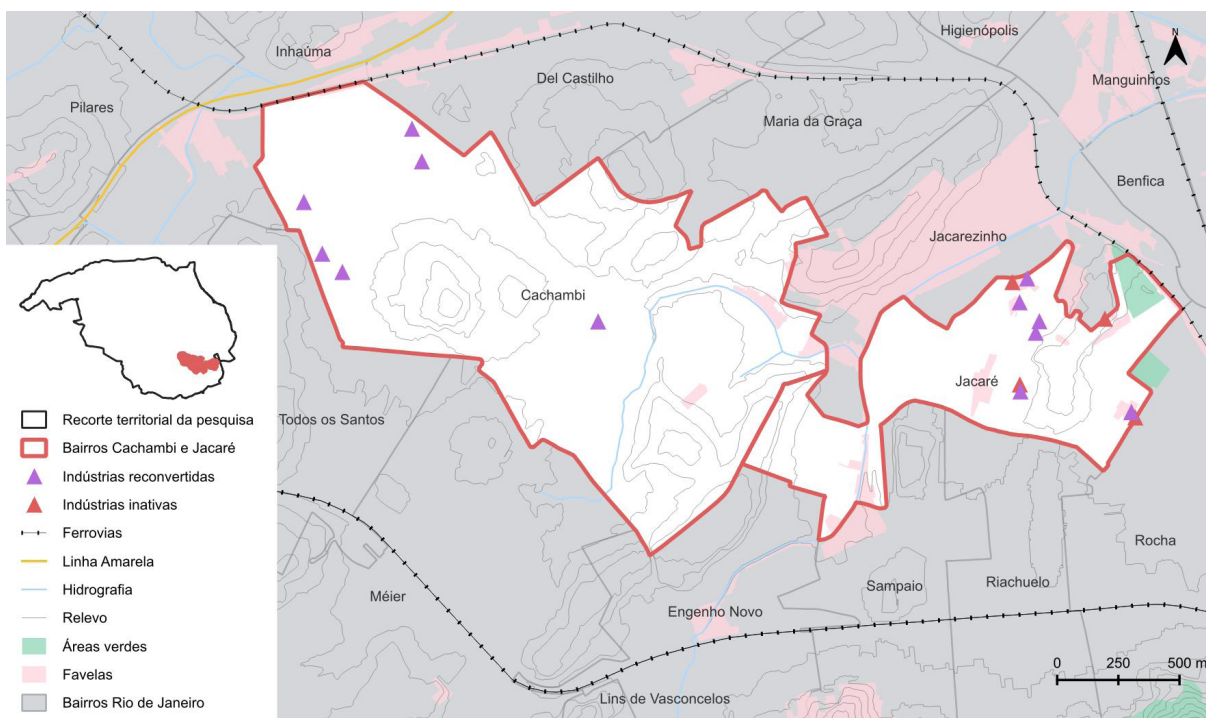 Inhaúma
Higienópolis
N
Del Castilho
Manguinhos
Pilares
Maria da Graça
Benfica
Jacarezinho
Cachambi
Jacaré
Todos os Santos
Rocha
Méier
Sampaio
Riachuelo
Engenho Novo
Lins de Vasconcelos
0 250 500 m
Recorte territorial da pesquisa
Bairros Cachambi e Jacaré
Indústrias reconvertidas
Indústrias inativas
Ferrovias
Linha Amarela
Hidrografia
Relevo
Áreas verdes
Favelas
Bairros Rio de Janeiro